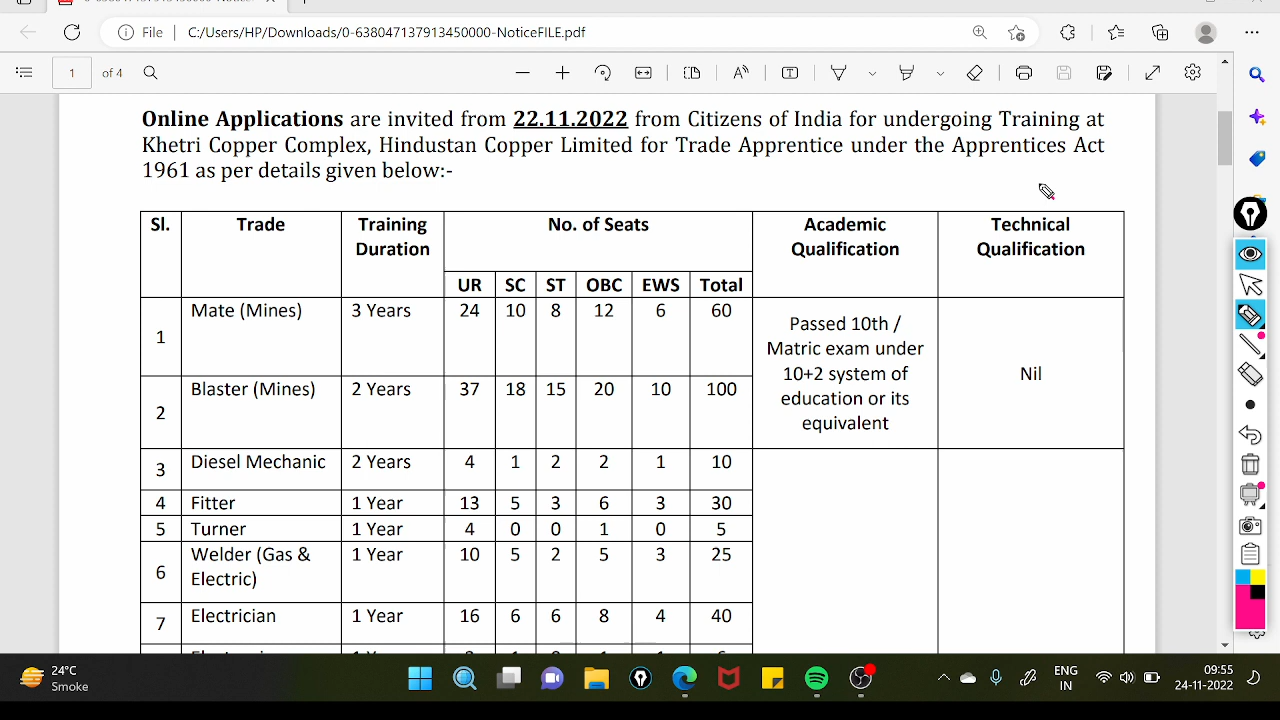 0-638047137913450000-Notice
File C:/Users/HP/Downloads/0-638047137913450000-NoticeFILE.pdf
1 of 4
Online Applications are invited from 22.11.2022 from Citizens of India for undergoing Training at
Khetri Copper Complex, Hindustan Copper Limited for Trade Apprentice under the Apprentices Act
1961 as per details given below:-
Sl. Trade Training Duration No. of Seats Academic Qualification Technical Qualification
UR SC ST OBC EWS Total
1 Mate (Mines) 3 Years 24 10 8 12 6 60
Passed 10th /
Matric exam under
10+2 system of
education or its
equivalent
Nil
2 Blaster (Mines) 2 Years 37 18 15 20 10 100
3 Diesel Mechanic 2 Years 4 1 2 2 1 10
4 Fitter 1 Year 13 5 3 6 3 30
5 Turner 1 Year 4 0 0 1 0 5
6 Welder (Gas & Electric) 1 Year 10 5 2 5 3 25
7 Electrician 1 Year 16 6 6 8 4 40
24°C
Smoke
ENG
IN
09:55
24-11-2022